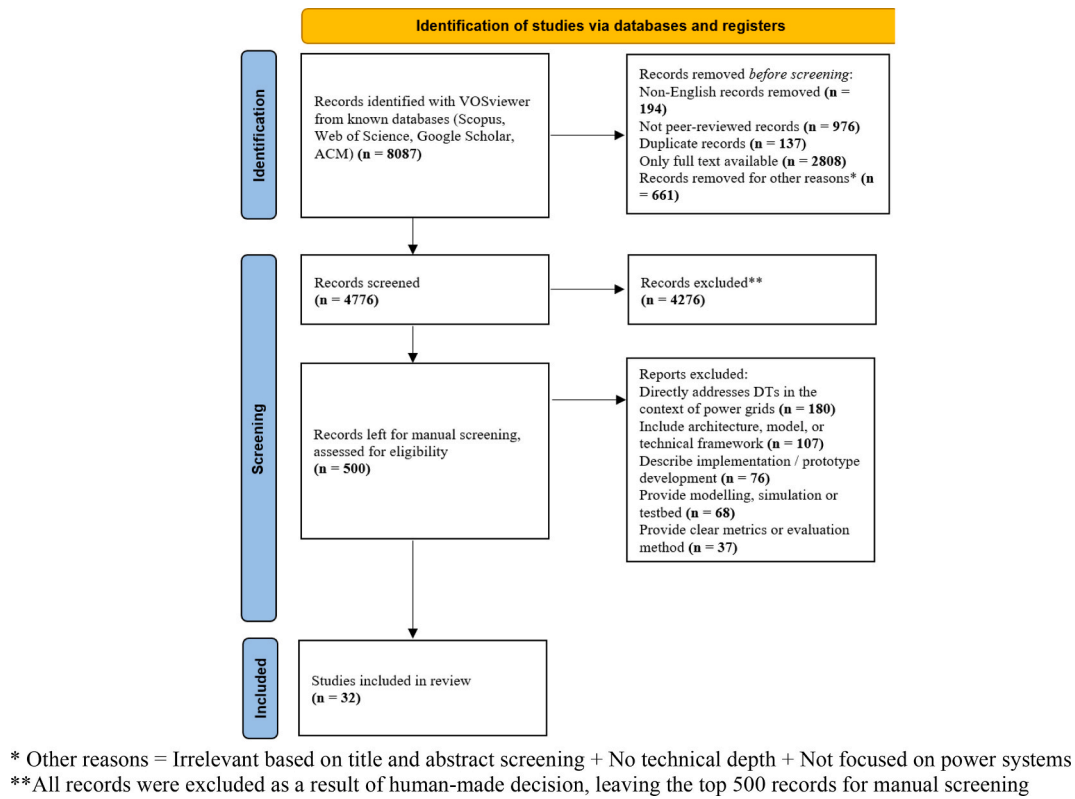 Identification of studies via databases and registers
Identification
Records identified with VOSviewer
from known databases (Scopus,
Web of Science, Google Scholar,
ACM) (n = 8087)
Records removed before screening:
Non-English records removed (n =
194)
Not peer-reviewed records (n = 976)
Duplicate records (n = 137)
Only full text available (n = 2808)
Records removed for other reasons* (n
= 661)
Screening
Records screened
(n = 4776)
Records excluded**
(n = 4276)
Records left for manual screening,
assessed for eligibility
(n = 500)
Reports excluded:
Directly addresses DTs in the
context of power grids (n = 180)
Include architecture, model, or
technical framework (n = 107)
Describe implementation / prototype
development (n = 76)
Provide modelling, simulation or
testbed (n = 68)
Provide clear metrics or evaluation
method (n = 37)
Included
Studies included in review
(n = 32)
* Other reasons = Irrelevant based on title and abstract screening + No technical depth + Not focused on power systems
**All records were excluded as a result of human-made decision, leaving the top 500 records for manual screening